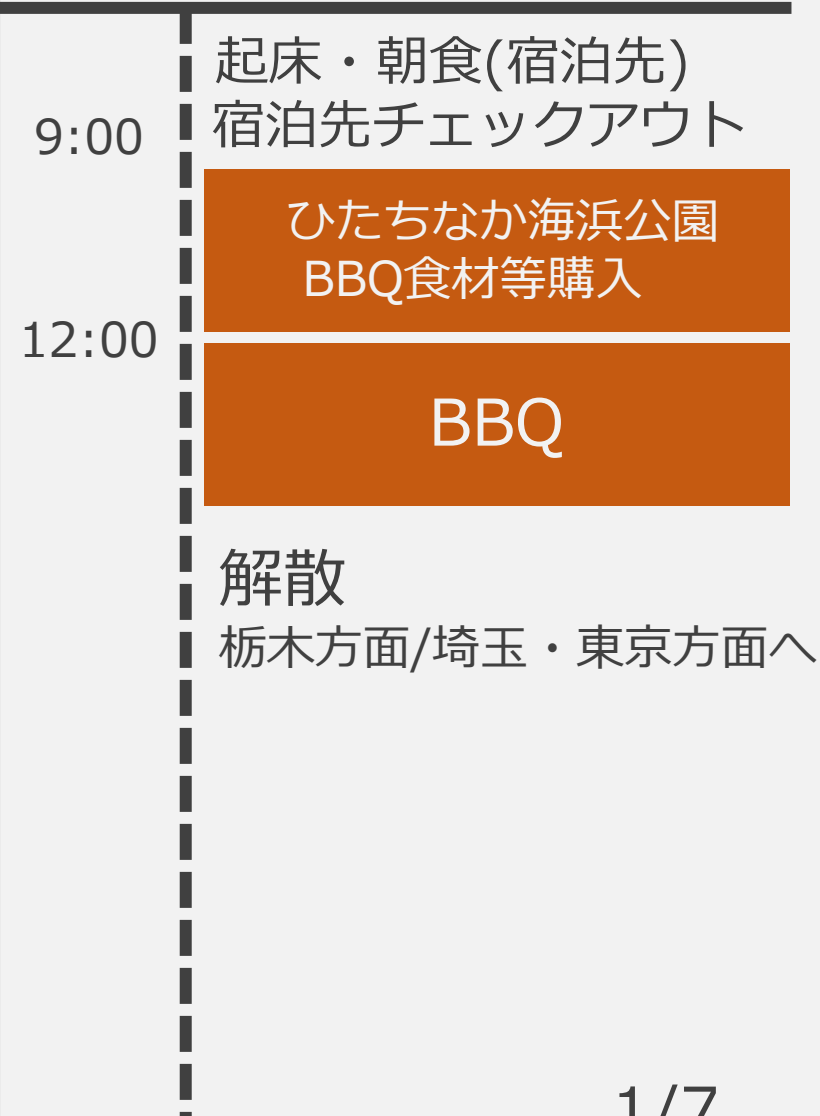 起床・朝食(宿泊先)
9:00 宿泊先チェックアウト
ひたちなか海浜公園
BBQ食材等購入
12:00
BBQ
解散
栃木方面/埼玉・東京方面へ
1/7